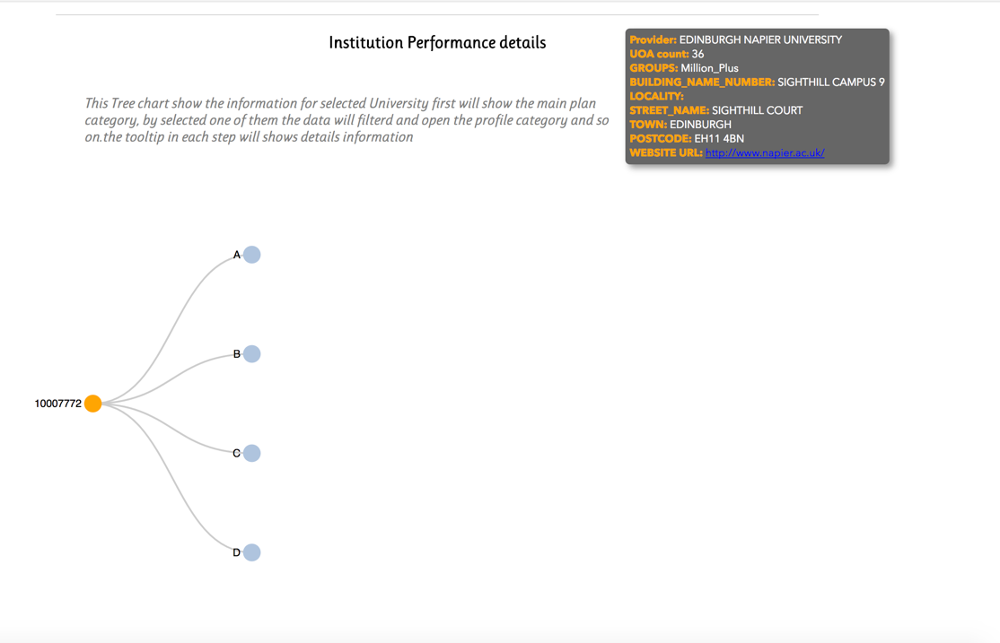 Institution Performance details
Provider: EDINBURGH NAPIER UNIVERSITY
UOA count: 36
GROUPS: Million_Plus
BUILDING_NAME_NUMBER: SIGHTHILL CAMPUS 9
LOCALITY:
STREET_NAME: SIGHTHILL COURT
TOWN: EDINBURGH
POSTCODE: EH11 4BN
WEBSITE URL: http://www.napier.ac.uk/
This Tree chart show the information for selected University first will show the main plan
category, by selected one of them the data will filterd and open the profile category and so
on.the tooltip in each step will shows details information
A
B
10007772
C
D